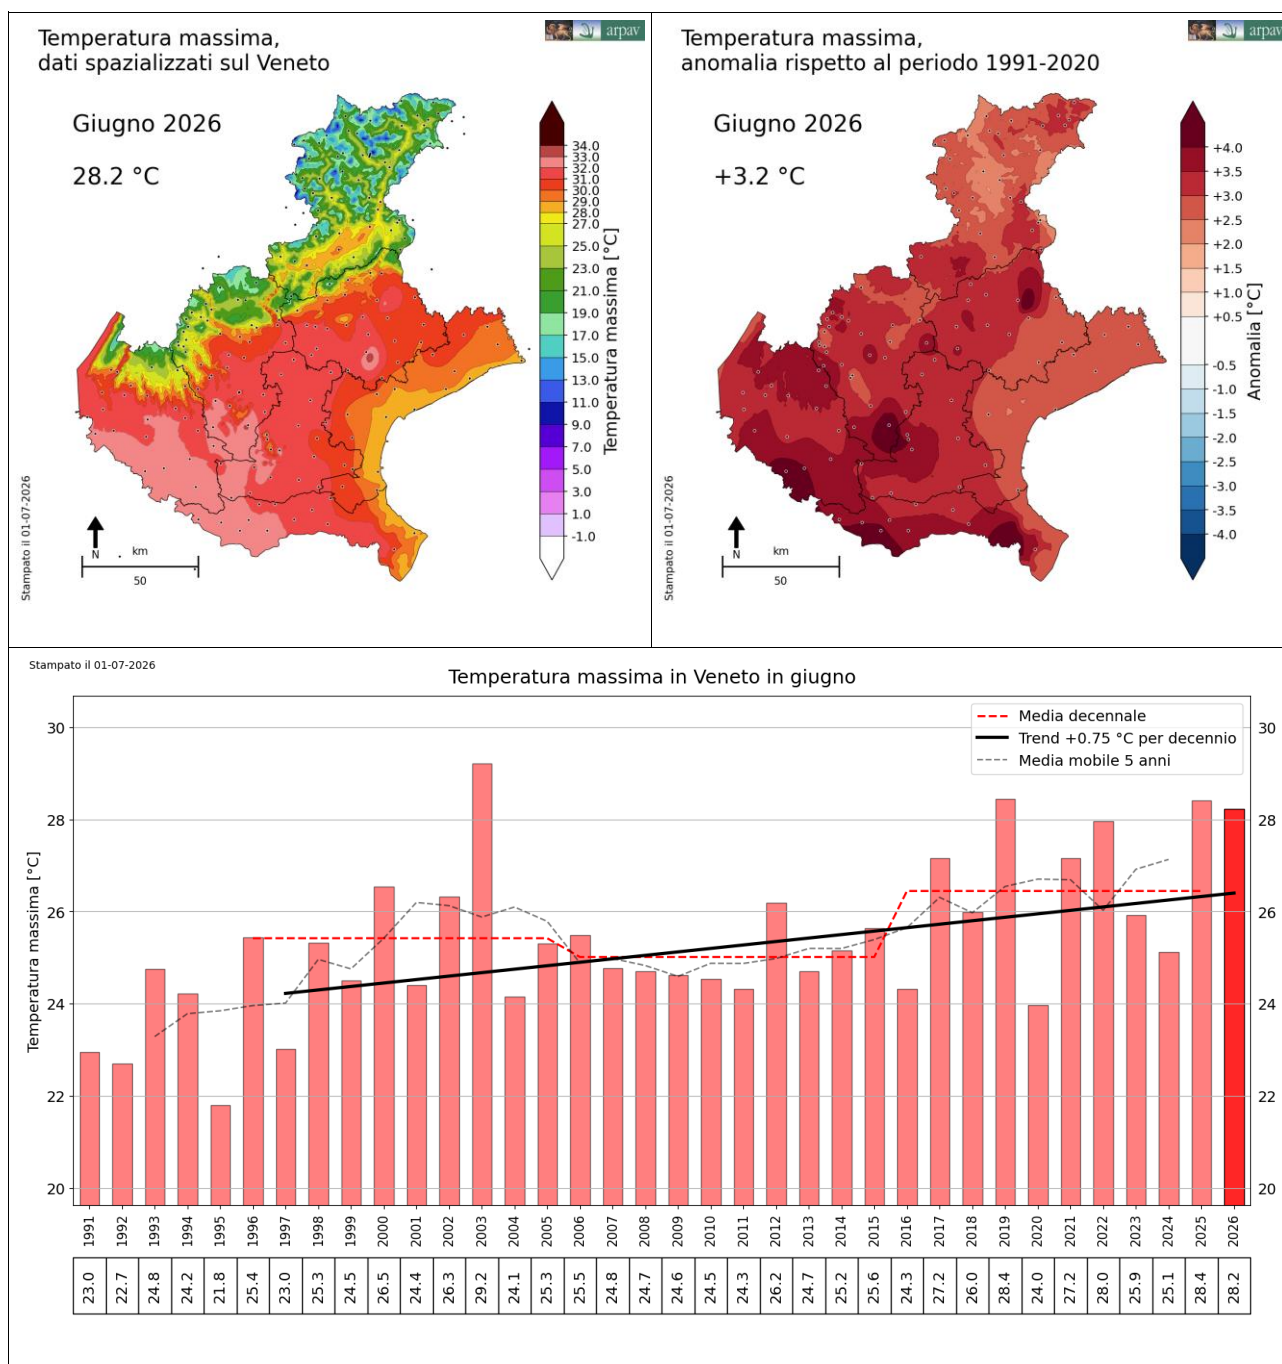 Temperatura massima,
dati spazializzati sul Veneto
arpav
Giugno 2026
28.2 °C
34.0
33.0
32.0
31.0
30.0
29.0
28.0
27.0
25.0
23.0
21.0
19.0
17.0
15.0
13.0
11.0
9.0
7.0
5.0
3.0
1.0
-1.0
Temperatura massima [°C]
Stampato il 01-07-2026
N
km
50
Temperatura massima,
anomalia rispetto al periodo 1991-2020
arpav
Giugno 2026
+3.2 °C
+4.0
+3.5
+3.0
+2.5
+2.0
+1.5
+1.0
+0.5
-0.5
-1.0
-1.5
-2.0
-2.5
-3.0
-3.5
-4.0
Anomalia [°C]
Stampato il 01-07-2026
N
km
50
Stampato il 01-07-2026
Temperatura massima in Veneto in giugno
Media decennale
Trend +0.75 °C per decennio
Media mobile 5 anni
Temperatura massima [°C]
30 30
28 28
26 26
24 24
22 22
20 20
1991 1992 1993 1994 1995 1996 1997 1998 1999 2000 2001 2002 2003 2004 2005 2006 2007 2008 2009 2010 2011 2012 2013 2014 2015 2016 2017 2018 2019 2020 2021 2022 2023 2024 2025 2026
23.0 22.7 24.8 24.2 21.8 25.4 23.0 25.3 24.5 26.5 24.4 26.3 29.2 24.1 25.3 25.5 24.8 24.7 24.6 24.5 24.3 26.2 24.7 25.2 25.6 24.3 27.2 26.0 28.4 24.0 27.2 28.0 25.9 25.1 28.4 28.2